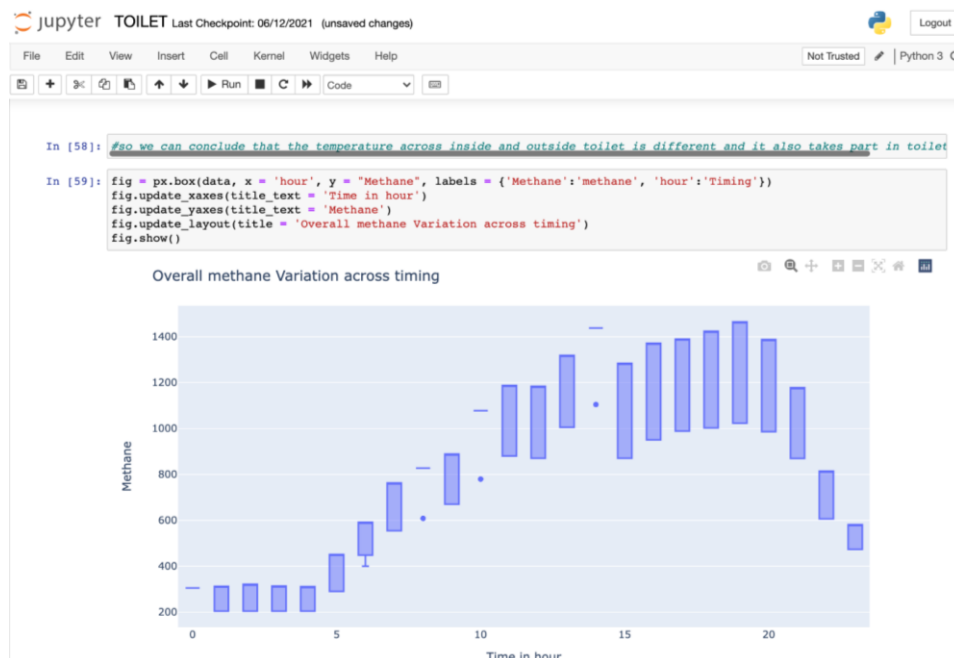 jupyter TOILET Last Checkpoint: 06/12/2021 (unsaved changes)
Logout
File Edit View Insert Cell Kernel Widgets Help
Not Trusted
Python 3
Run
Code
In [58]: #so we can conclude that the temperature across inside and outside toilet is different and it also takes part in toilet
In [59]: fig = px.box(data, x = 'hour', y = "Methane", labels = {'Methane':'methane', 'hour':'Timing'})
fig.update_xaxes(title_text = 'Time in hour')
fig.update_yaxes(title_text = 'Methane')
fig.update_layout(title = 'Overall methane Variation across timing')
fig.show()
Overall methane Variation across timing
1400
1200
1000
800
600
400
200
Methane
0 5 10 15 20
Time in hour